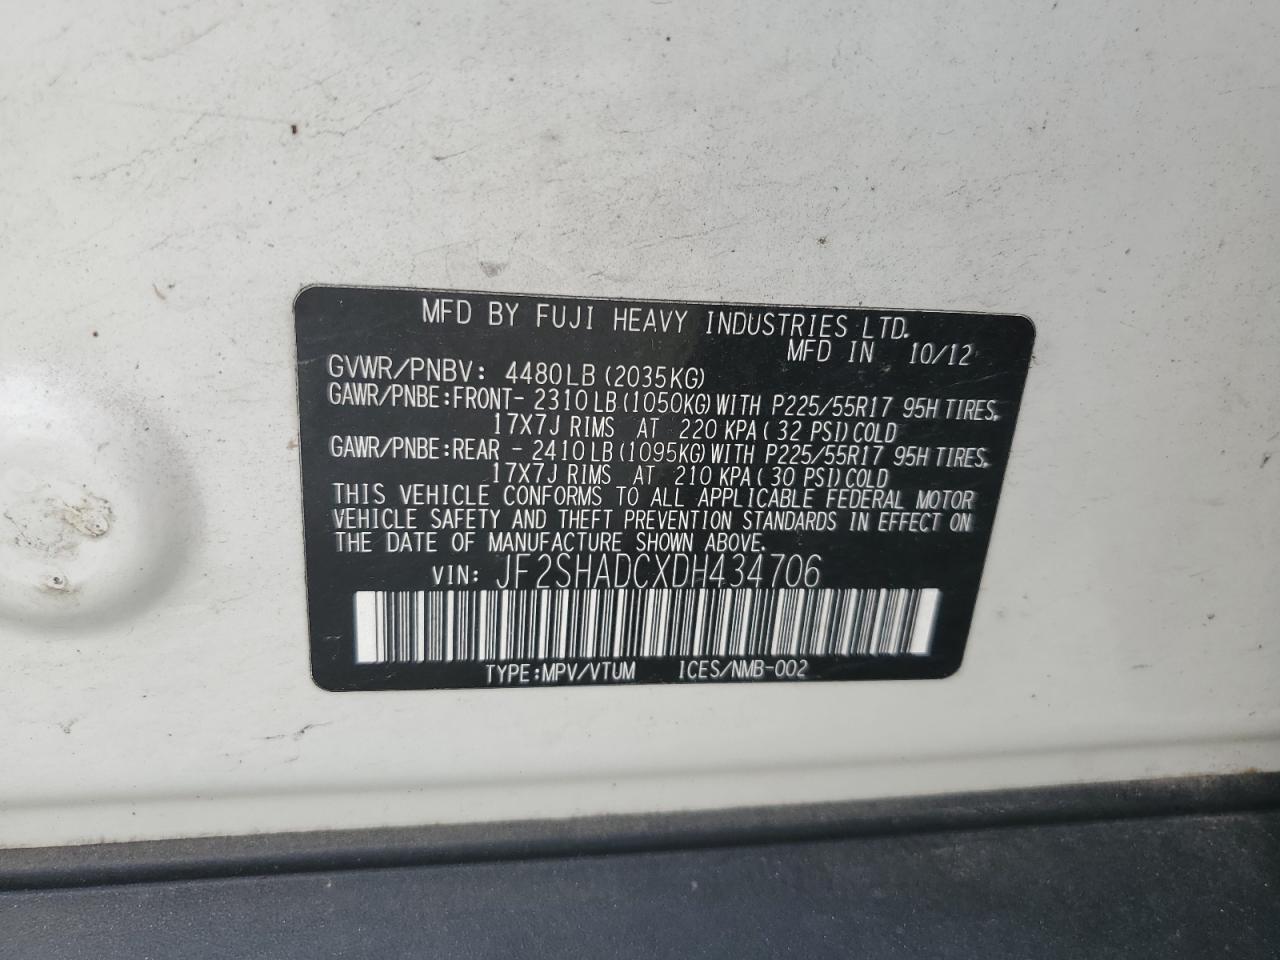 MFD BY FUJI HEAVY INDUSTRIES LTD.
MFD IN 10/12
GVWR/PNBV: 4480LB (2035KG)
GAWR/PNBE:FRONT- 2310LB(1050KG)WITH P225/55R17 95H TIRES,
17X7J RIMS AT 220 KPA( 32 PSI)COLD
GAWR/PNBE:REAR - 2410LB(1095KG)WITH P225/55R17 95H TIRES,
17X7J RIMS AT 210 KPA( 30 PSI)COLD
THIS VEHICLE CONFORMS TO ALL APPLICABLE FEDERAL MOTOR
VEHICLE SAFETY AND THEFT PREVENTION STANDARDS IN EFFECT ON
THE DATE OF MANUFACTURE SHOWN ABOVE.
VIN: JF2SHADCXDH434706
TYPE:MPV/VTUM ICES/NMB-002